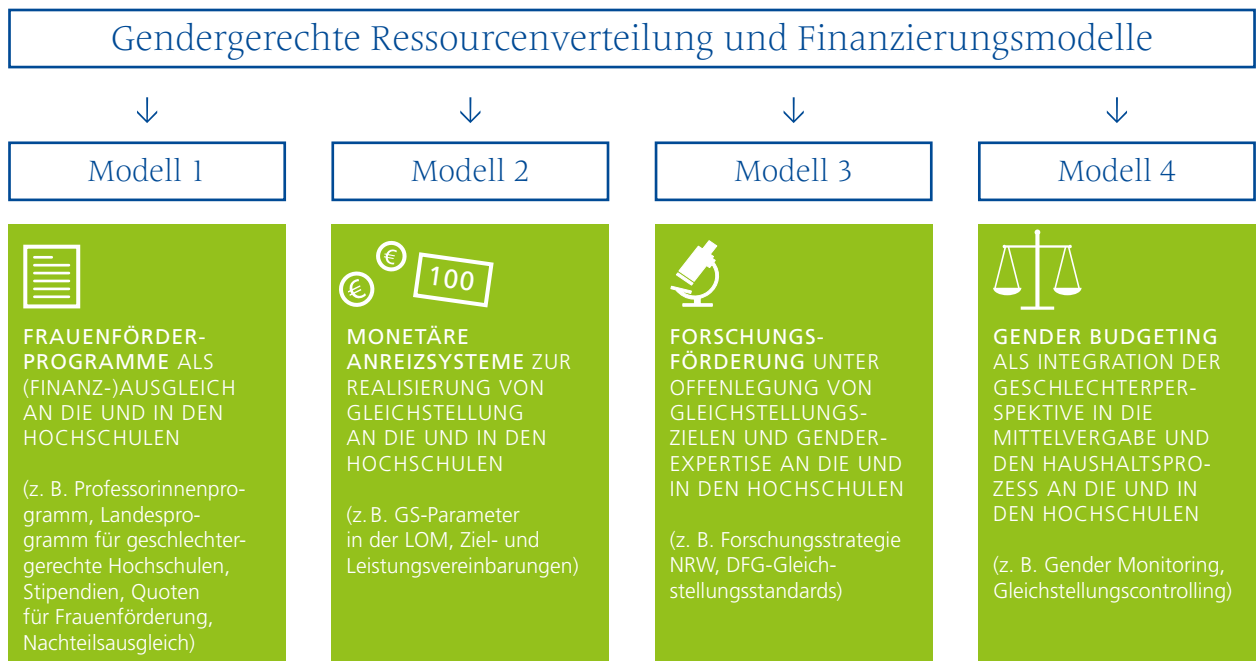 Gendergerechte Ressourcenverteilung und Finanzierungsmodelle
Modell 1
FRAUENFÖRDER-
PROGRAMME ALS
(FINANZ-)AUSGLEICH
AN DIE UND IN DEN
HOCHSCHULEN
(z. B. Professorinnenpro-
gramm, Landespro-
gramm für geschlechter-
gerechte Hochschulen,
Stipendien, Quoten
für Frauenförderung,
Nachteilsausgleich)
Modell 2
€
€
100
MONETÄRE
ANREIZSYSTEME ZUR
REALISIERUNG VON
GLEICHSTELLUNG
AN DIE UND IN DEN
HOCHSCHULEN
(z. B. GS-Parameter
in der LOM, Ziel- und
Leistungsvereinbarungen)
Modell 3
FORSCHUNGS-
FÖRDERUNG UNTER
OFFENLEGUNG VON
GLEICHSTELLUNGS-
ZIELEN UND GENDER-
EXPERTISE AN DIE UND
IN DEN HOCHSCHULEN
(z. B. Forschungsstrategie
NRW, DFG-Gleich-
stellungsstandards)
Modell 4
GENDER BUDGETING
ALS INTEGRATION DER
GESCHLECHTERPER-
SPEKTIVE IN DIE
MITTELVERGABE UND
DEN HAUSHALTSPRO-
ZESS AN DIE UND IN
DEN HOCHSCHULEN
(z. B. Gender Monitoring,
Gleichstellungscontrolling)